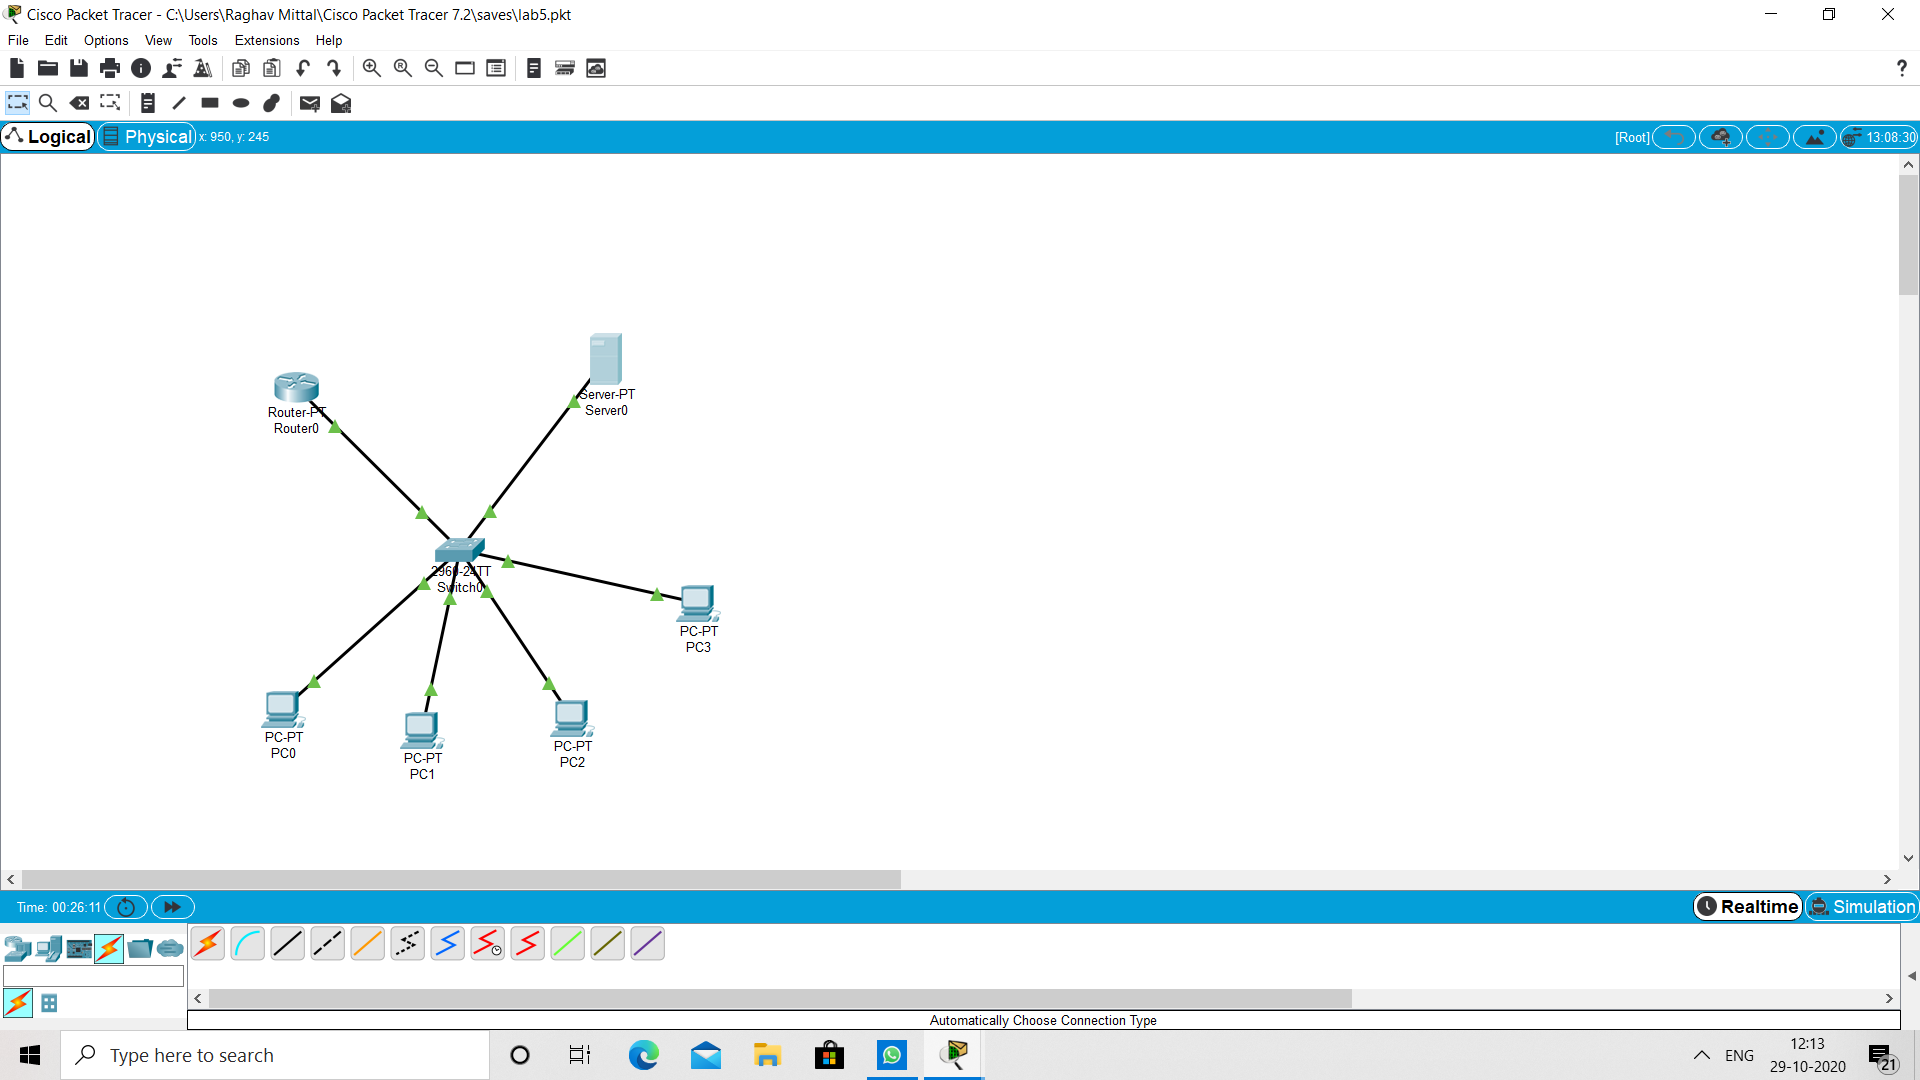 Cisco Packet Tracer - C:\Users\Raghav Mittal\Cisco Packet Tracer 7.2\saves\lab5.pkt
File Edit Options View Tools Extensions Help
?
Logical Physical x: 950, y: 245 [Root] 13:08:30
Server-PT
Server0
Router-PT
Router0
2960-24TT
Switch0
PC-PT
PC3
PC-PT
PC0
PC-PT
PC1
PC-PT
PC2
Time: 00:26:11 Realtime Simulation
Automatically Choose Connection Type
Type here to search
ENG
12:13
29-10-2020
21